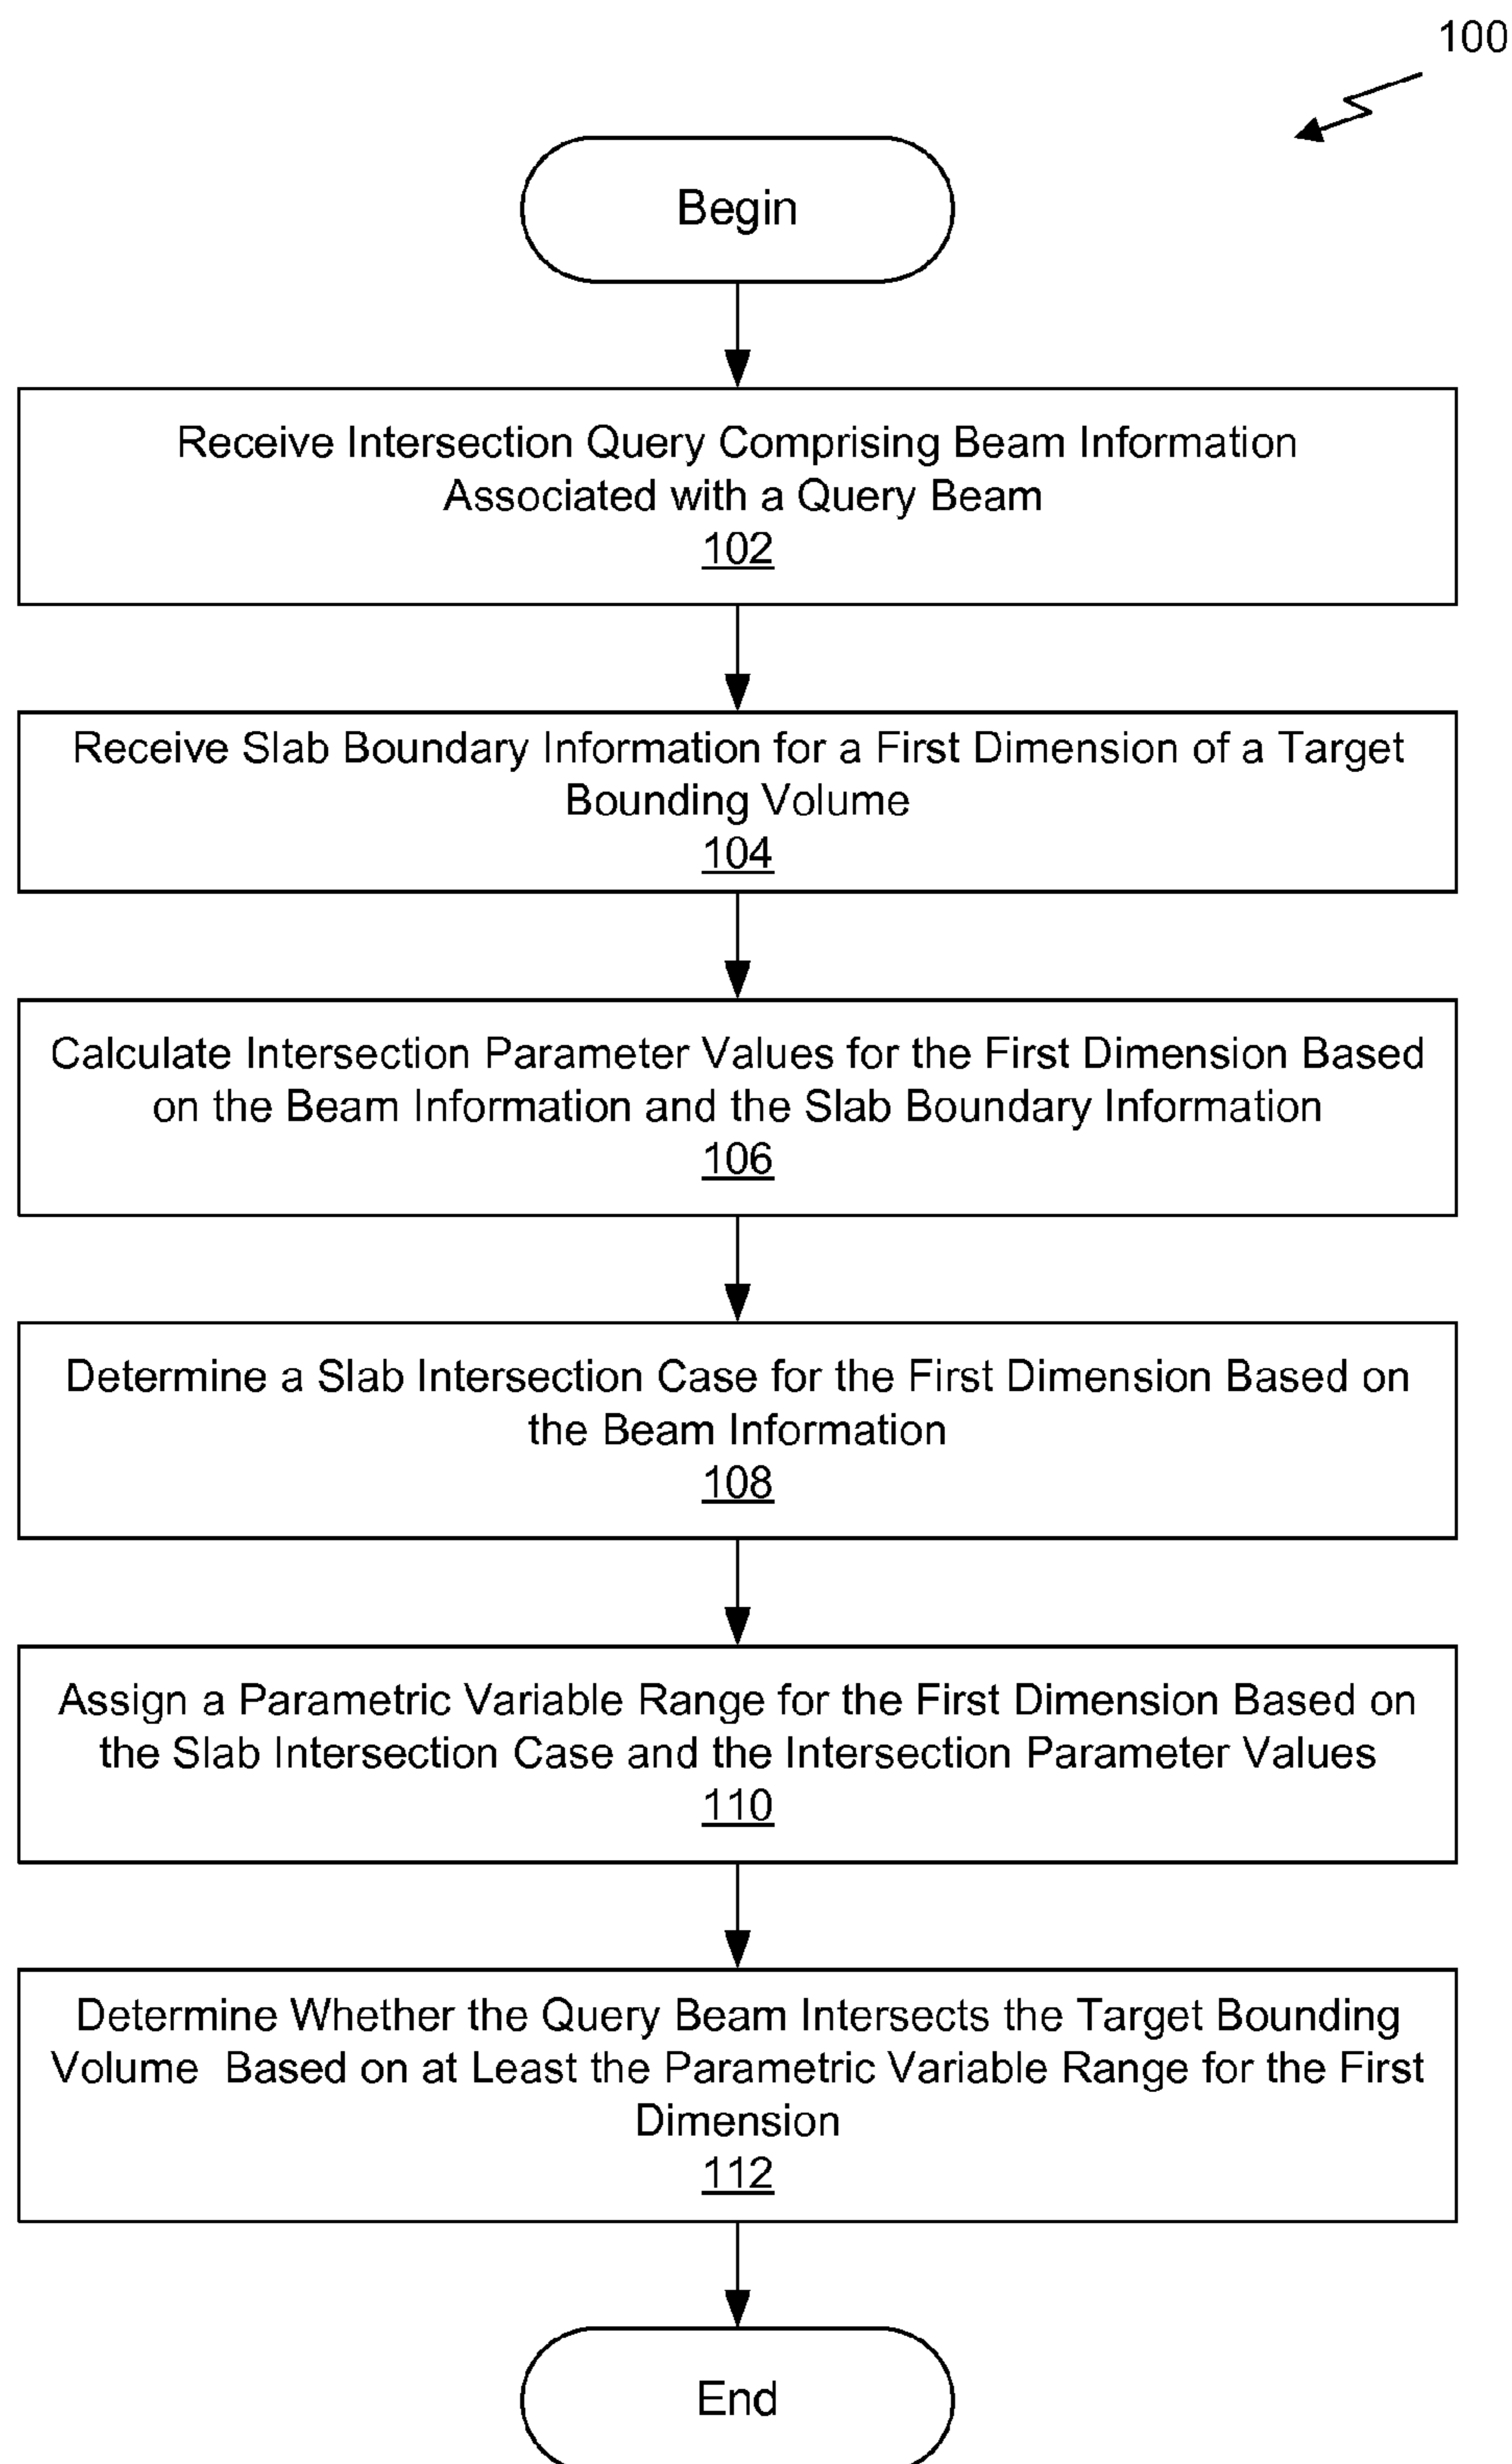 100
Begin
Receive Intersection Query Comprising Beam Information
Associated with a Query Beam
102
Receive Slab Boundary Information for a First Dimension of a Target
Bounding Volume
104
Calculate Intersection Parameter Values for the First Dimension Based
on the Beam Information and the Slab Boundary Information
106
Determine a Slab Intersection Case for the First Dimension Based on
the Beam Information
108
Assign a Parametric Variable Range for the First Dimension Based on
the Slab Intersection Case and the Intersection Parameter Values
110
Determine Whether the Query Beam Intersects the Target Bounding
Volume  Based on at Least the Parametric Variable Range for the First
Dimension
112
End